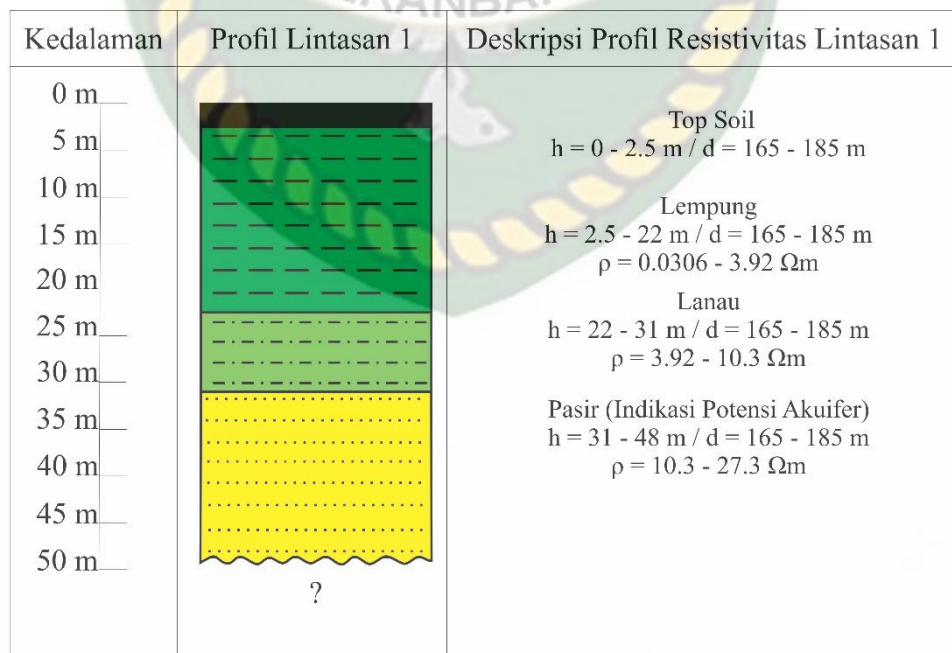 Kedalaman
Profil Lintasan 1
Deskripsi Profil Resistivitas Lintasan 1
0 m
5 m
10 m
15 m
20 m
25 m
30 m
35 m
40 m
45 m
50 m
?
Top Soil
h = 0 - 2.5 m / d = 165 - 185 m
Lempung
h = 2.5 - 22 m / d = 165 - 185 m
ρ = 0.0306 - 3.92 Ωm
Lanau
h = 22 - 31 m / d = 165 - 185 m
ρ = 3.92 - 10.3 Ωm
Pasir (Indikasi Potensi Akuifer)
h = 31 - 48 m / d = 165 - 185 m
ρ = 10.3 - 27.3 Ωm